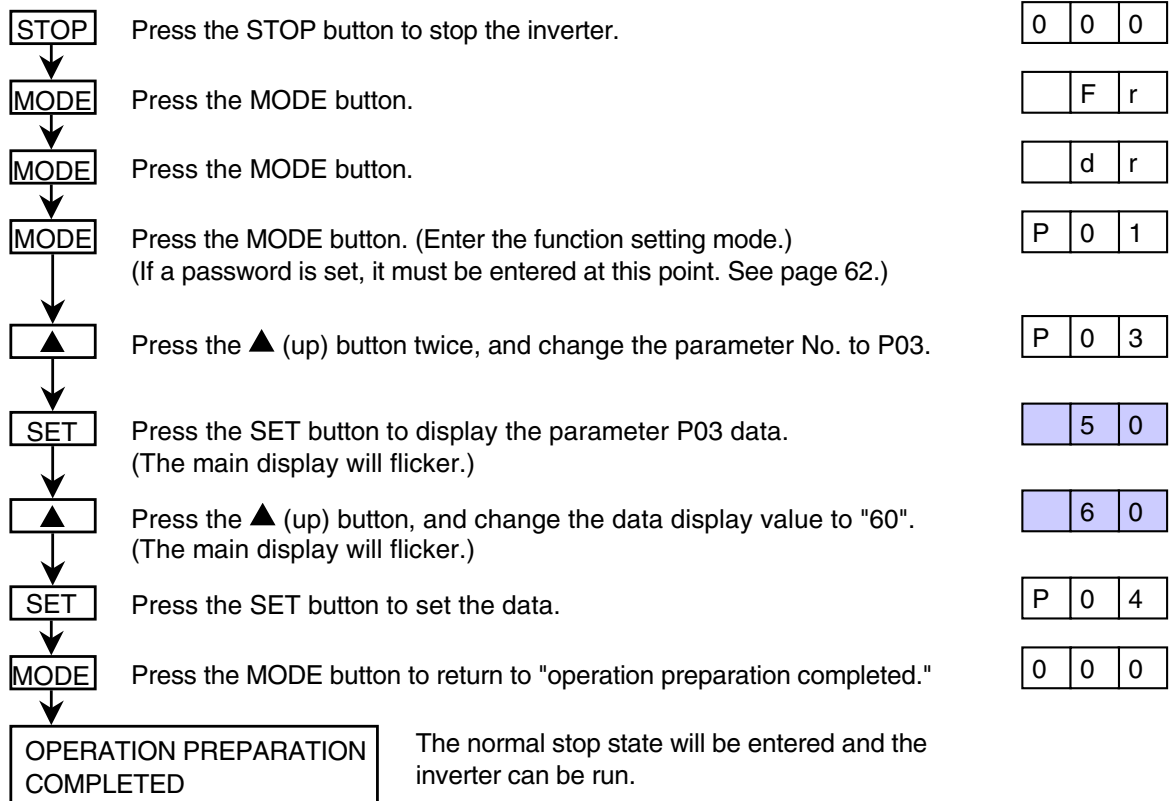 STOP Press the STOP button to stop the inverter. 0 0 0
MODE Press the MODE button. F r
MODE Press the MODE button. d r
MODE Press the MODE button. (Enter the function setting mode.) P 0 1
(If a password is set, it must be entered at this point. See page 62.)
▲ Press the ▲ (up) button twice, and change the parameter No. to P03. P 0 3
SET Press the SET button to display the parameter P03 data. 5 0
(The main display will flicker.)
▲ Press the ▲ (up) button, and change the data display value to "60". 6 0
(The main display will flicker.)
SET Press the SET button to set the data. P 0 4
MODE Press the MODE button to return to "operation preparation completed." 0 0 0
OPERATION PREPARATION The normal stop state will be entered and the
COMPLETED inverter can be run.